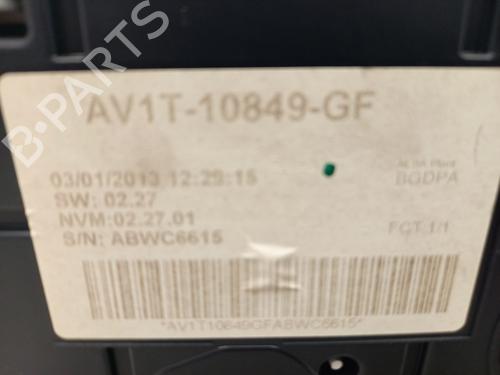 B-PARTS
AV1T-10849-GF
03/01/2013 12:29:15
BGDPA
SW: 02.27
NVM:02.27.01
FCT 1/1
S/N: ABWC6615
*AV1T10849GFABWC6615*